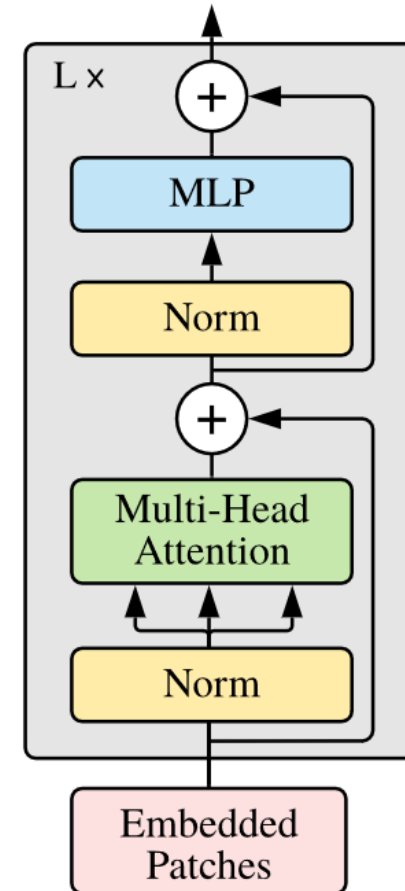 L ×
+
MLP
Norm
+
Multi-Head
Attention
Norm
Embedded
Patches